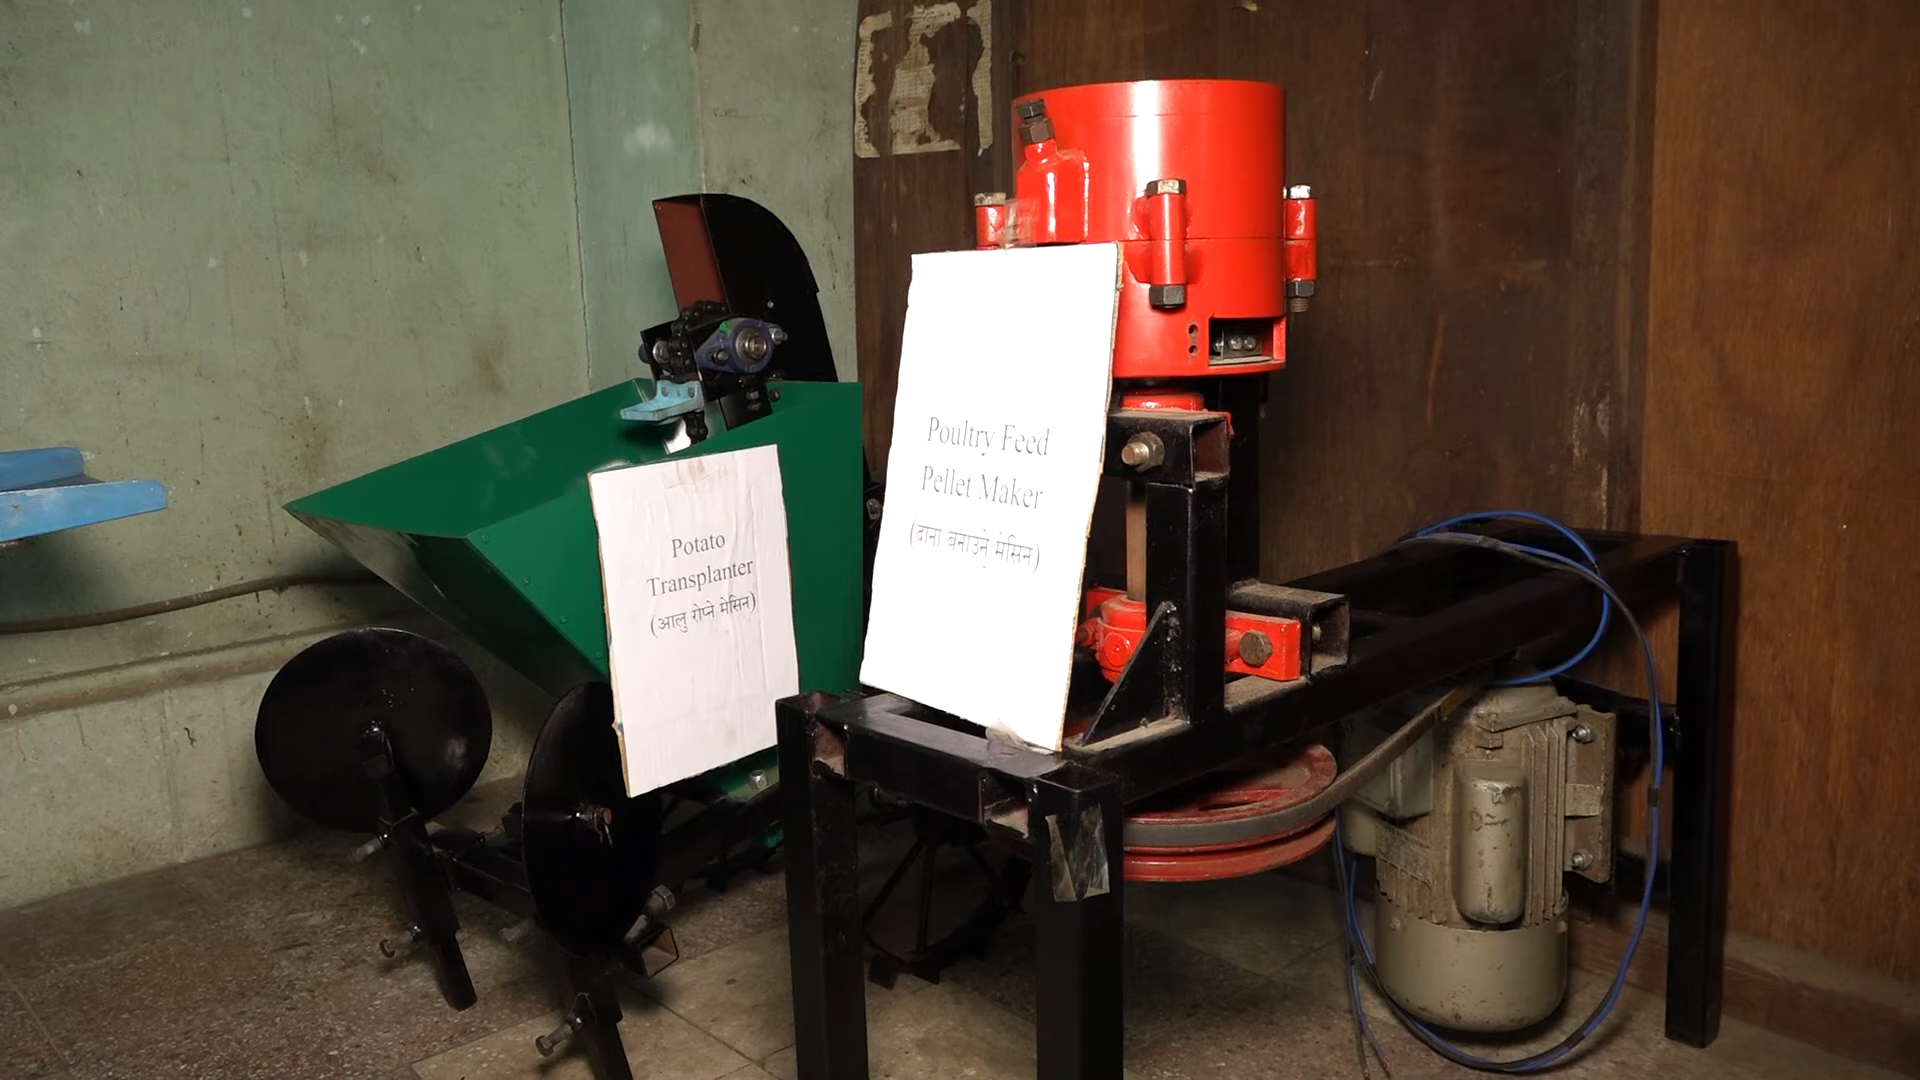 Potato
Transplanter
(आलु रोप्ने मेसिन)
Poultry Feed
Pellet Maker
(दाना बनाउने मेसिन)